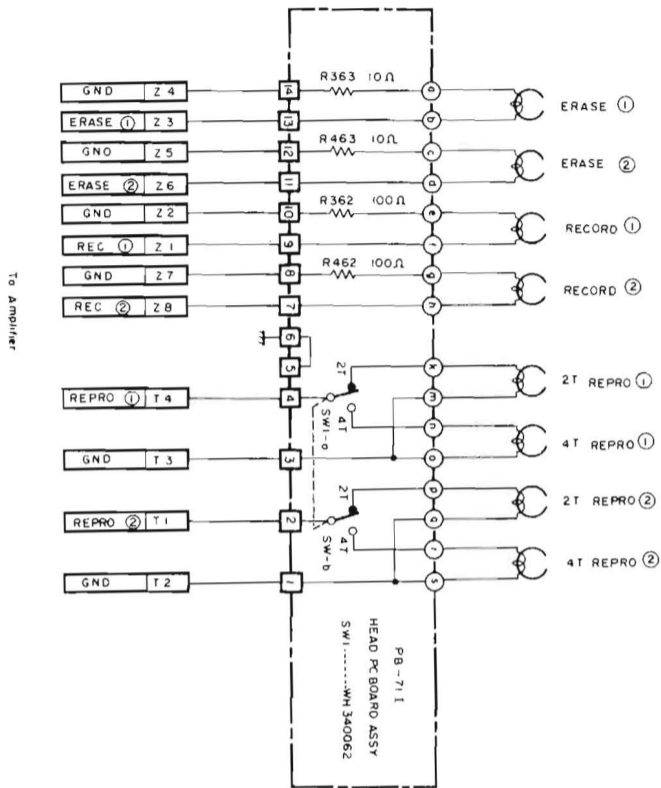 R363 10Ω
GND Z4 14 a
ERASE ①
ERASE ① Z3 13 b
R463 10Ω
GND Z5 12 c
ERASE ②
ERASE ② Z6 11 d
R362 100Ω
GND Z2 10 e
RECORD ①
REC ① Z1 9 f
R462 100Ω
GND Z7 8 g
RECORD ②
REC ② Z8 7 h
6
5
2T k
2T REPRO ①
REPRO ① T4 4 m
SW1-a 4T n
4T REPRO ①
GND T3 3 o
2T p
2T REPRO ②
REPRO ② T1 2 q
SW-b 4T r
4T REPRO ②
GND T2 1 s
To Amplifier
PB-711
HEAD PC BOARD ASSY
SW1........WH340062